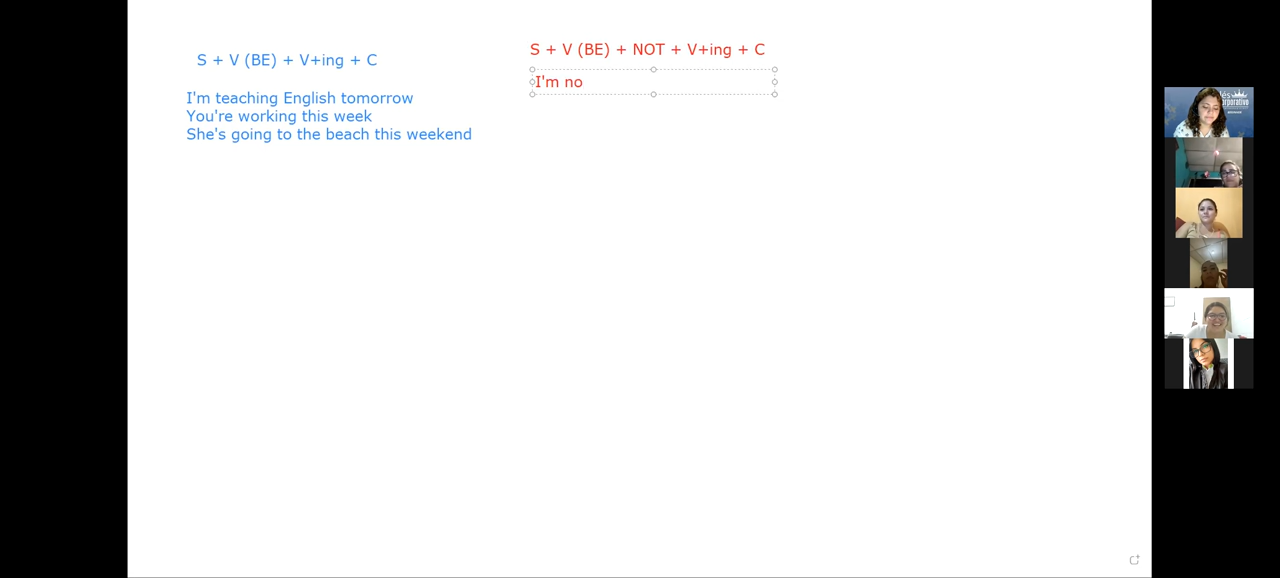 S + V (BE) + V+ing + C
I'm teaching English tomorrow
You're working this week
She's going to the beach this weekend
S + V (BE) + NOT + V+ing + C
I'm no